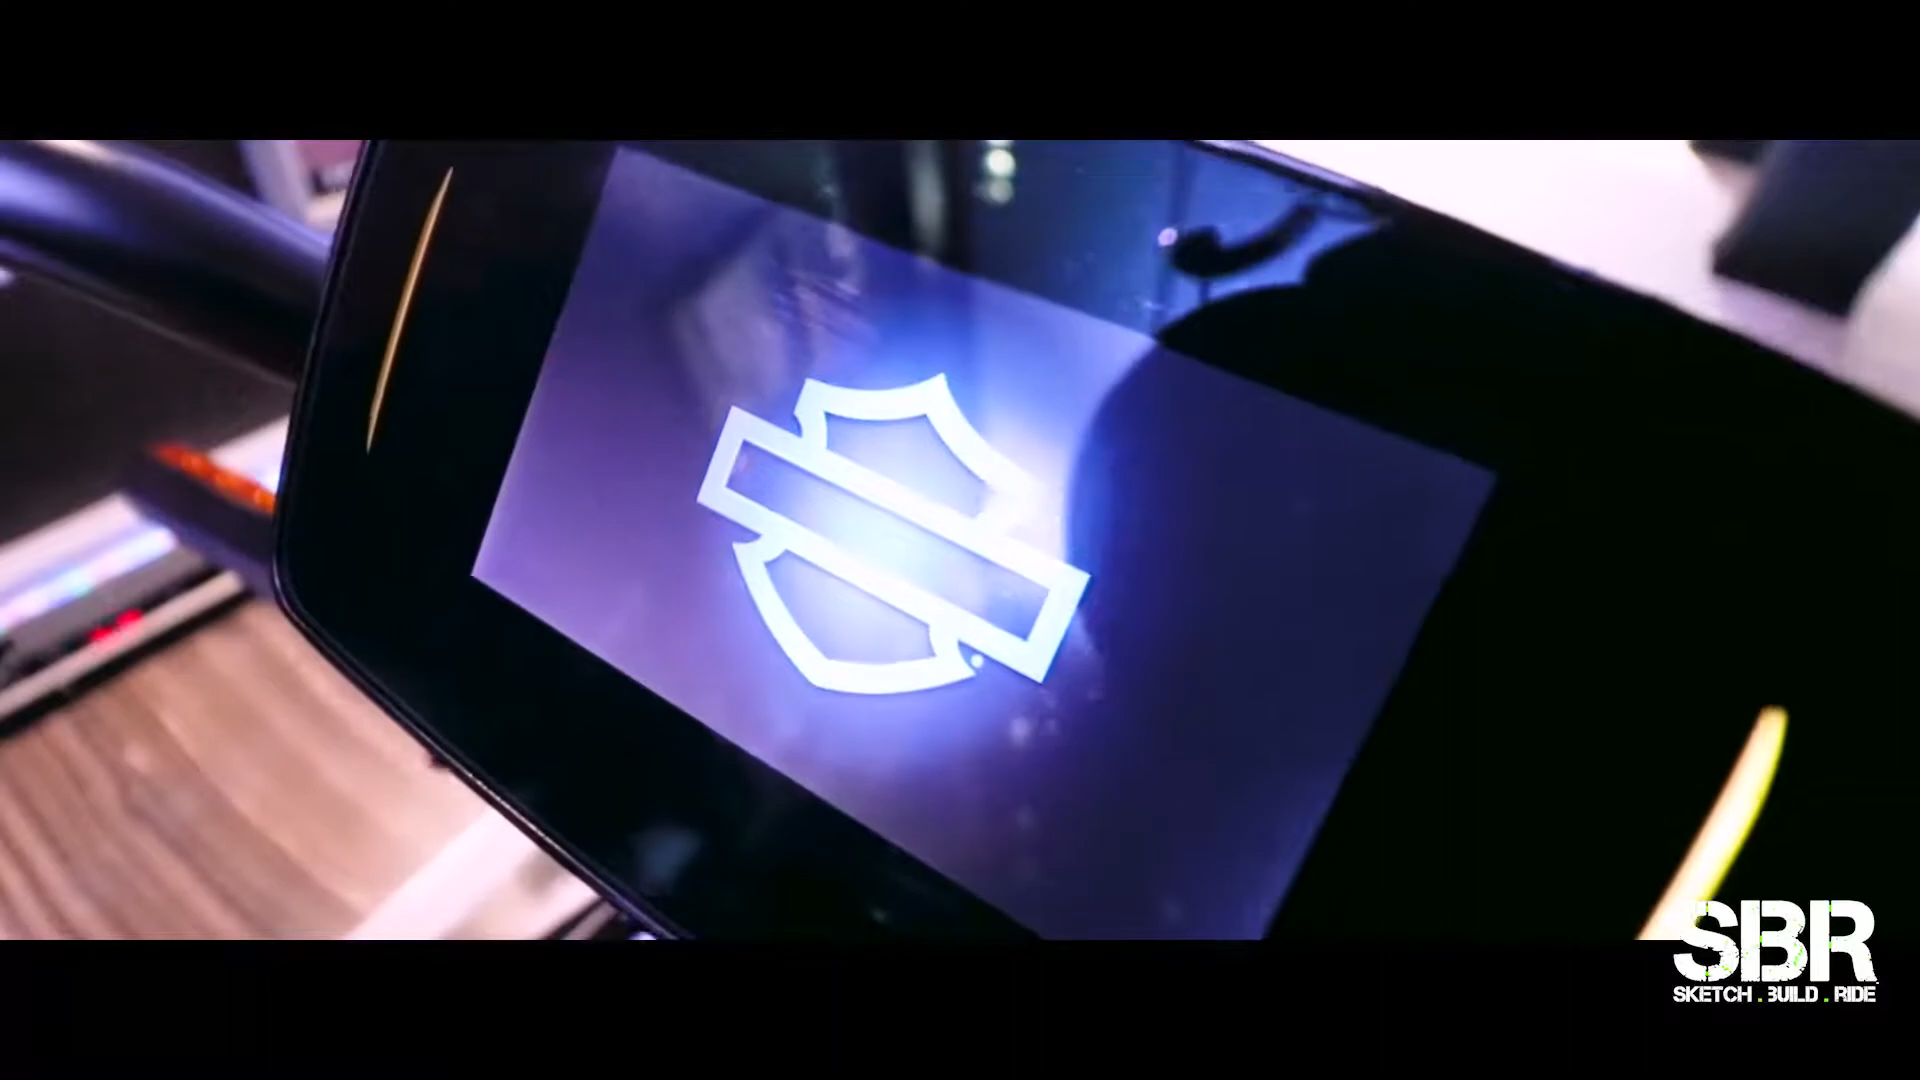 SBR
SKETCH . BUILD . RIDE